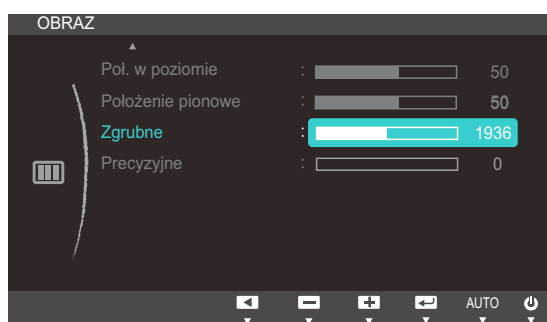 OBRAZ
Poł. w poziomie : 50
Położenie pionowe : 50
Zgrubne : 1936
Precyzyjne : 0
AUTO